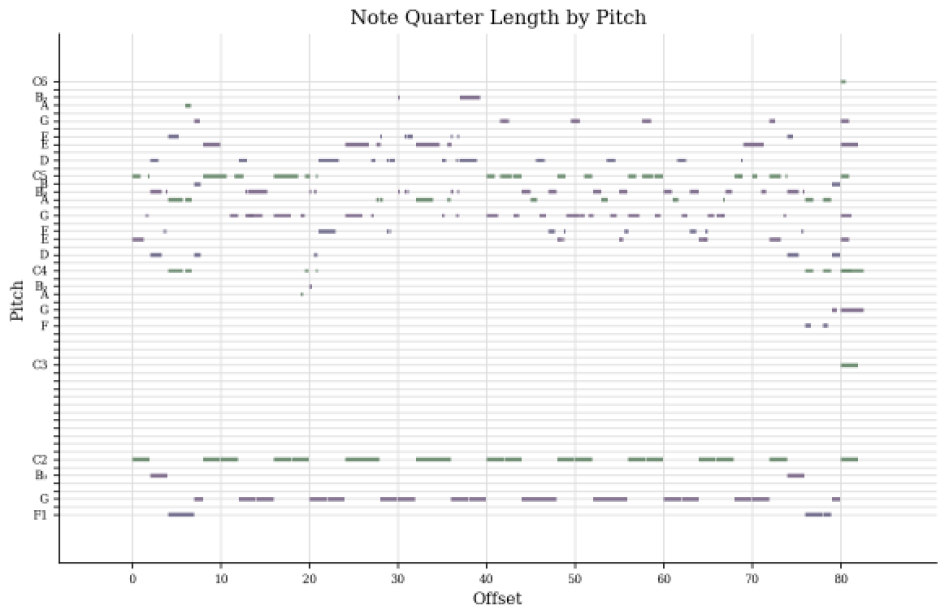 Note Quarter Length by Pitch
C6
B♭
A
G
F
E
D
C5
B
B♭
A
G
F
E
D
C4
B♭
A
G
F
C3
C2
B♭
G
F1
Pitch
0 10 20 30 40 50 60 70 80
Offset